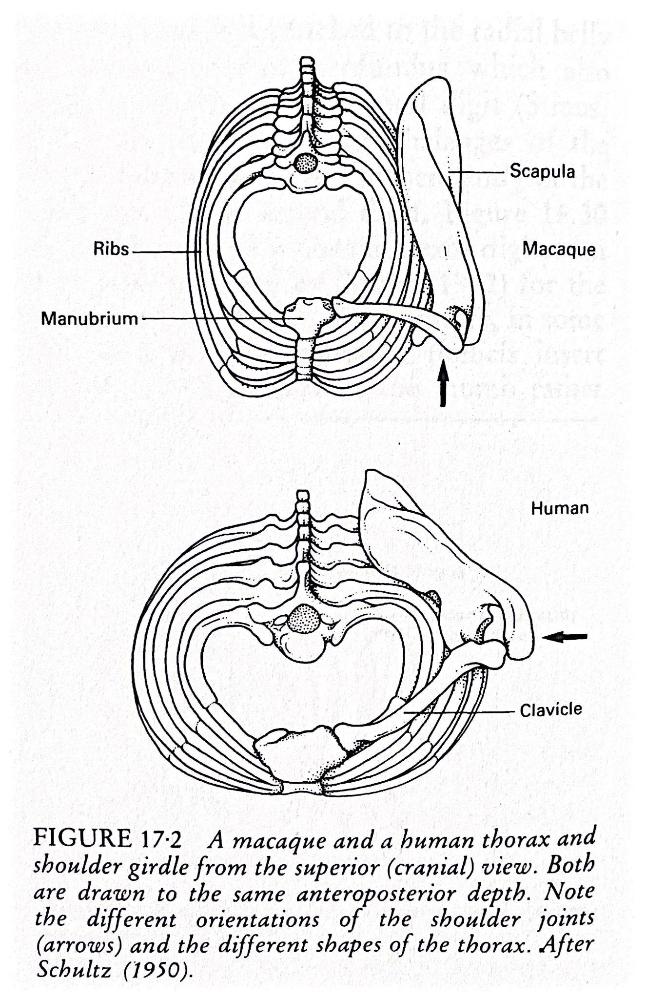 Scapula
Ribs
Macaque
Manubrium
Human
Clavicle
FIGURE 17·2 A macaque and a human thorax and
shoulder girdle from the superior (cranial) view. Both
are drawn to the same anteroposterior depth. Note
the different orientations of the shoulder joints
(arrows) and the different shapes of the thorax. After
Schultz (1950).